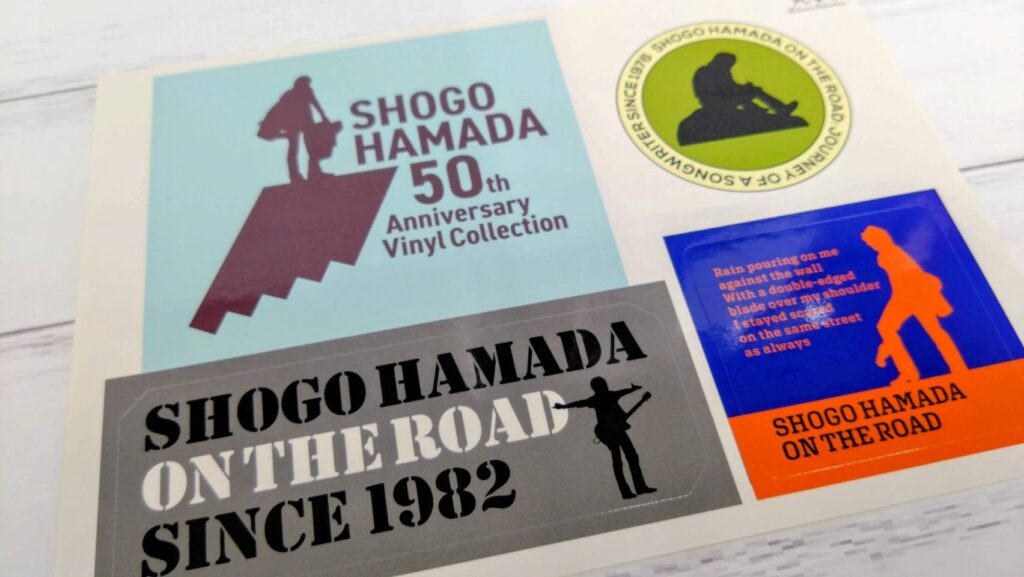 SHOGO
HAMADA
50th
Anniversary
Vinyl Collection
SHOGO HAMADA ON THE ROAD·JOURNEY OF A SONGWRITER SINCE 1976
Rain pouring on me
against the wall
With a double-edged
blade over my shoulder
I stayed scared
on the same street
as always
SHOGO HAMADA
ON THE ROAD
SHOGO HAMADA
ON THE ROAD
SINCE 1982